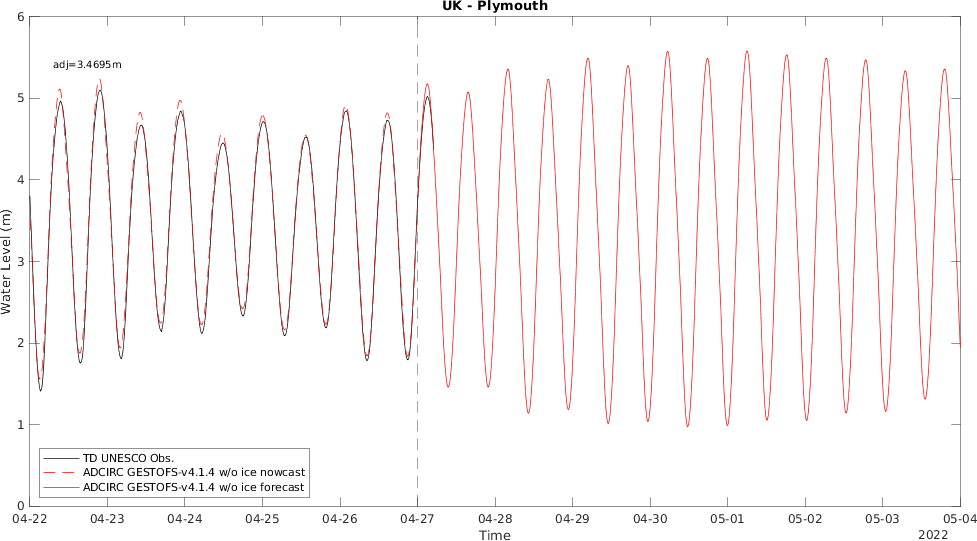 UK - Plymouth
6
5
4
3
2
1
0
Water Level (m)
adj=3.4695m
TD UNESCO Obs.
ADCIRC GESTOFS-v4.1.4 w/o ice nowcast
ADCIRC GESTOFS-v4.1.4 w/o ice forecast
04-22 04-23 04-24 04-25 04-26 04-27 04-28 04-29 04-30 05-01 05-02 05-03 05-04
Time
2022